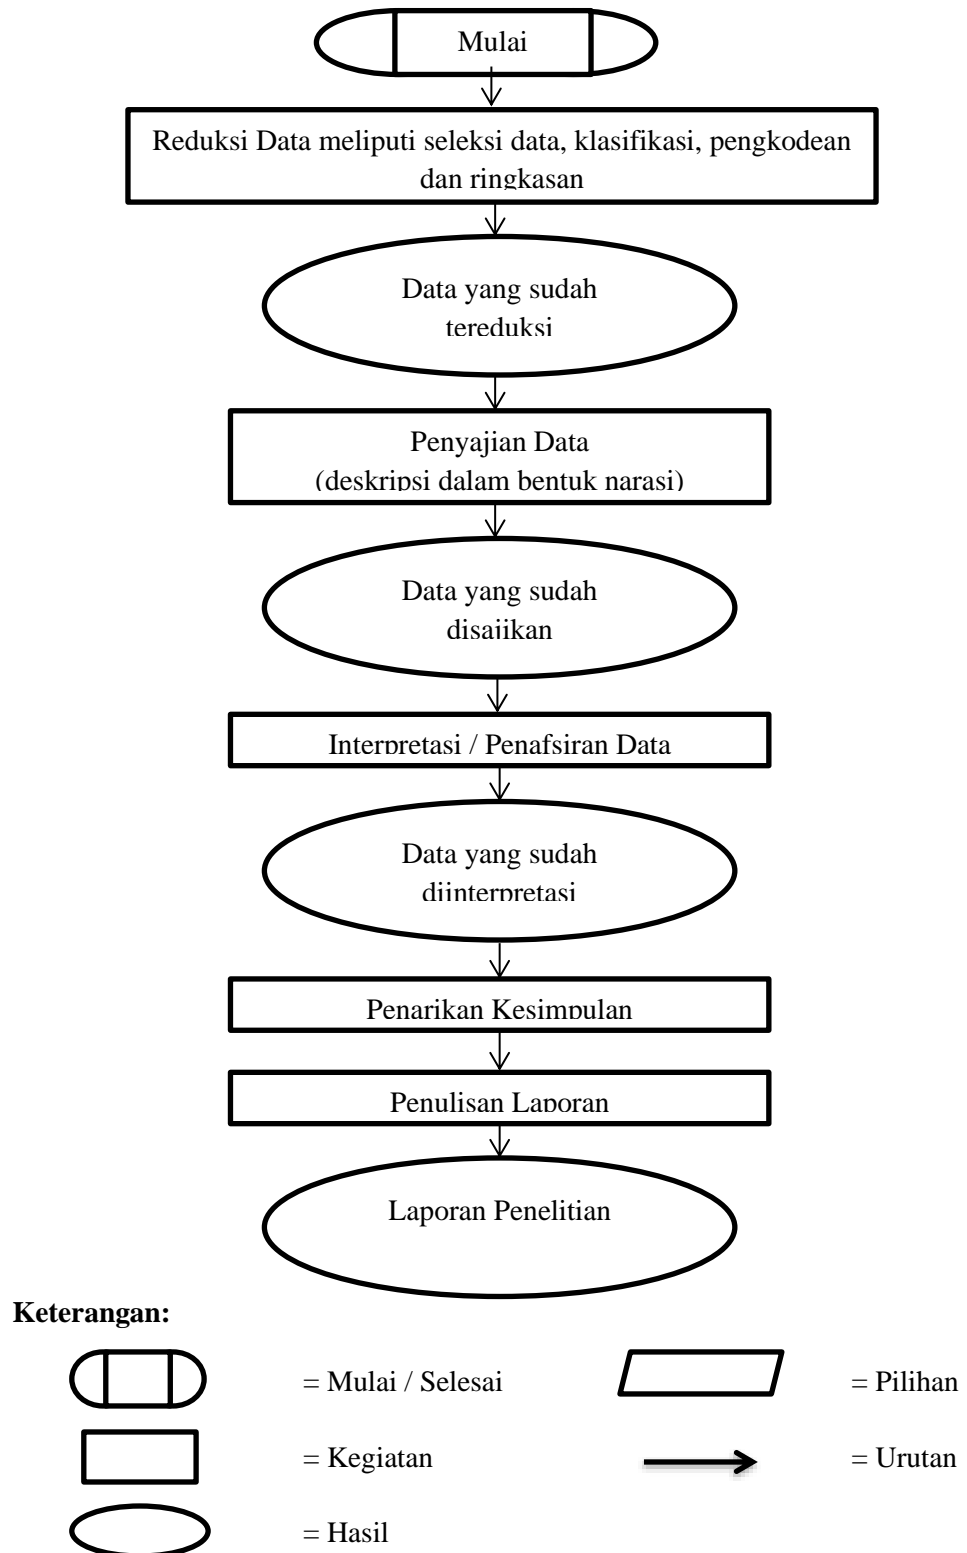 Mulai
Reduksi Data meliputi seleksi data, klasifikasi, pengkodean
dan ringkasan
Data yang sudah
tereduksi
Penyajian Data
(deskripsi dalam bentuk narasi)
Data yang sudah
disajikan
Interpretasi / Penafsiran Data
Data yang sudah
diinterpretasi
Penarikan Kesimpulan
Penulisan Laporan
Laporan Penelitian
Keterangan:
= Mulai / Selesai
= Pilihan
= Kegiatan
= Urutan
= Hasil